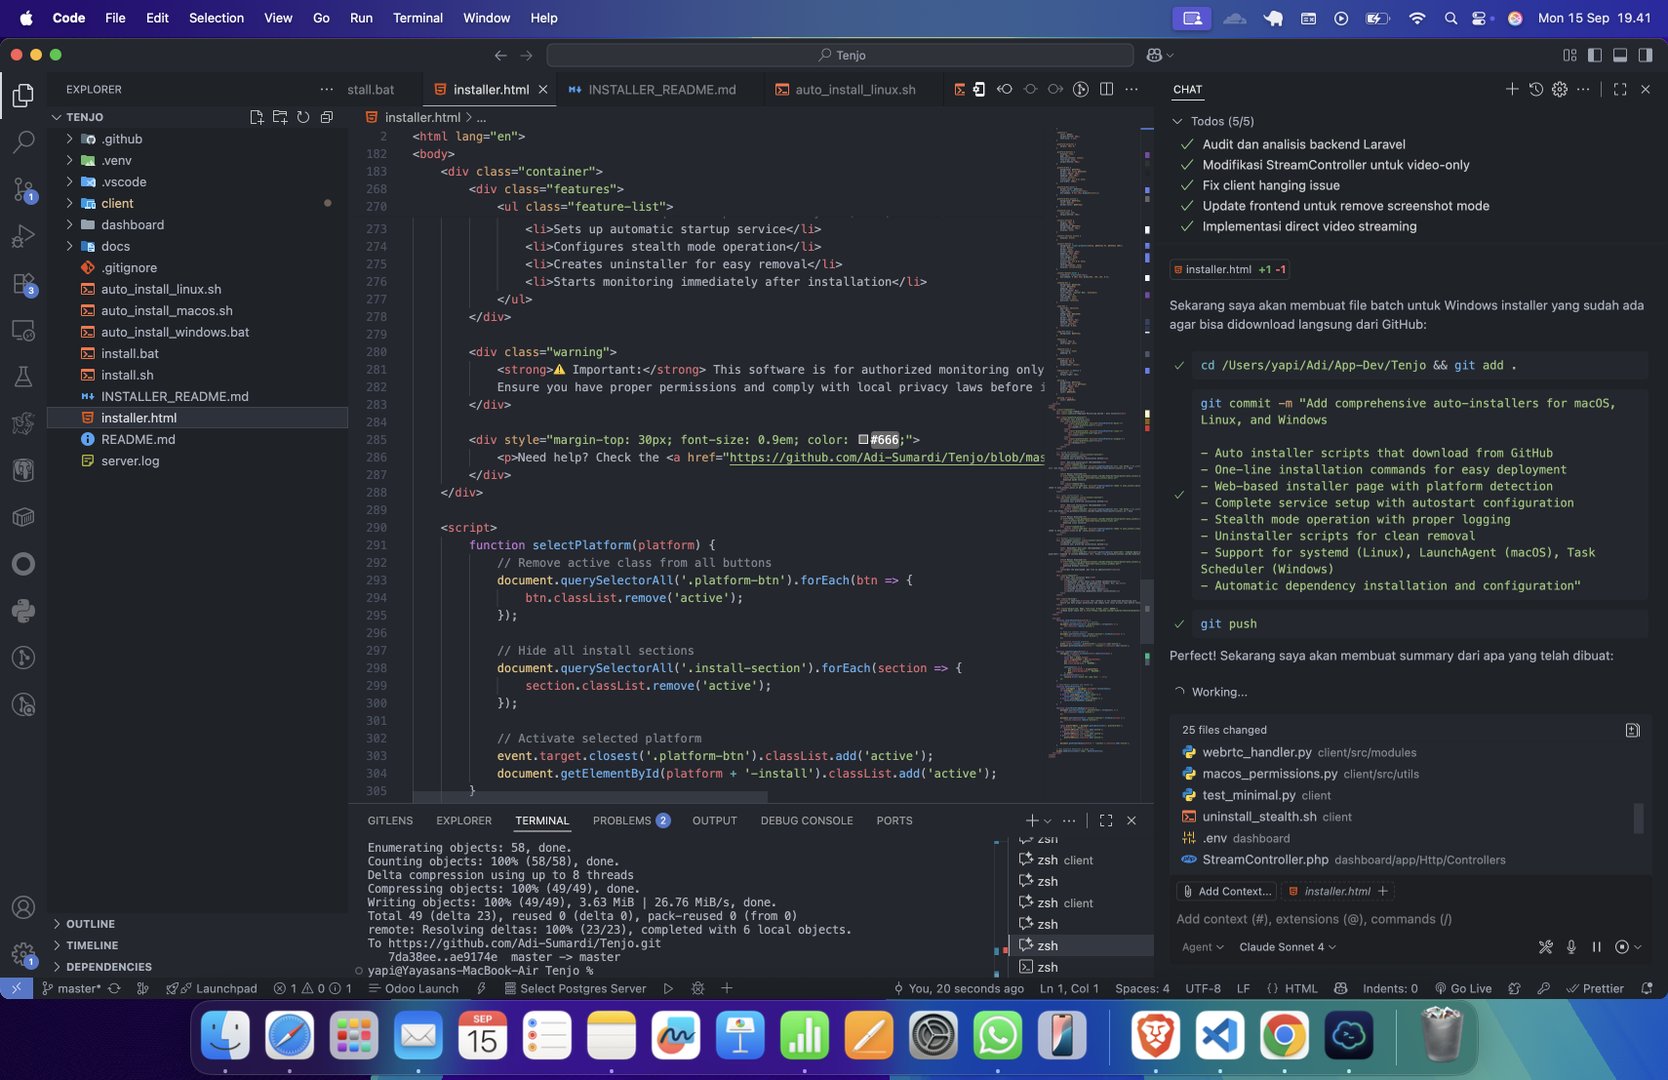 Code File Edit Selection View Go Run Terminal Window Help Mon 15 Sep 19.41
Tenjo
EXPLORER
stall.bat
installer.html
INSTALLER_README.md
auto_install_linux.sh
TENJO
.github
.venv
.vscode
client
dashboard
docs
.gitignore
auto_install_linux.sh
auto_install_macos.sh
auto_install_windows.bat
install.bat
install.sh
INSTALLER_README.md
installer.html
README.md
server.log
OUTLINE
TIMELINE
DEPENDENCIES
1
3
1
installer.html > ...
2 <html lang="en">
182 <body>
183 <div class="container">
268 <div class="features">
270 <ul class="feature-list">
273 <li>Sets up automatic startup service</li>
274 <li>Configures stealth mode operation</li>
275 <li>Creates uninstaller for easy removal</li>
276 <li>Starts monitoring immediately after installation</li>
277 </ul>
278 </div>
279
280 <div class="warning">
281 <strong>⚠️ Important:</strong> This software is for authorized monitoring only
282 Ensure you have proper permissions and comply with local privacy laws before i
283 </div>
284
285 <div style="margin-top: 30px; font-size: 0.9em; color: #666;">
286 <p>Need help? Check the <a href="https://github.com/Adi-Sumardi/Tenjo/blob/mas
287 </div>
288 </div>
289
290 <script>
291 function selectPlatform(platform) {
292 // Remove active class from all buttons
293 document.querySelectorAll('.platform-btn').forEach(btn => {
294 btn.classList.remove('active');
295 });
296
297 // Hide all install sections
298 document.querySelectorAll('.install-section').forEach(section => {
299 section.classList.remove('active');
300 });
301
302 // Activate selected platform
303 event.target.closest('.platform-btn').classList.add('active');
304 document.getElementById(platform + '-install').classList.add('active');
305 }
GITLENS EXPLORER TERMINAL PROBLEMS 2 OUTPUT DEBUG CONSOLE PORTS
Enumerating objects: 58, done.
Counting objects: 100% (58/58), done.
Delta compression using up to 8 threads
Compressing objects: 100% (49/49), done.
Writing objects: 100% (49/49), 3.63 MiB | 26.76 MiB/s, done.
Total 49 (delta 23), reused 0 (delta 0), pack-reused 0 (from 0)
remote: Resolving deltas: 100% (23/23), completed with 6 local objects.
To https://github.com/Adi-Sumardi/Tenjo.git
7da38ee..ae9174e master -> master
yapi@Yayasans-MacBook-Air Tenjo %
zsh
zsh client
zsh
zsh client
zsh
zsh
zsh
CHAT
Todos (5/5)
Audit dan analisis backend Laravel
Modifikasi StreamController untuk video-only
Fix client hanging issue
Update frontend untuk remove screenshot mode
Implementasi direct video streaming
installer.html +1 -1
Sekarang saya akan membuat file batch untuk Windows installer yang sudah ada
agar bisa didownload langsung dari GitHub:
cd /Users/yapi/Adi/App-Dev/Tenjo && git add .
git commit -m "Add comprehensive auto-installers for macOS,
Linux, and Windows
- Auto installer scripts that download from GitHub
- One-line installation commands for easy deployment
- Web-based installer page with platform detection
- Complete service setup with autostart configuration
- Stealth mode operation with proper logging
- Uninstaller scripts for clean removal
- Support for systemd (Linux), LaunchAgent (macOS), Task
Scheduler (Windows)
- Automatic dependency installation and configuration"
git push
Perfect! Sekarang saya akan membuat summary dari apa yang telah dibuat:
Working...
25 files changed
webrtc_handler.py client/src/modules
macos_permissions.py client/src/utils
test_minimal.py client
uninstall_stealth.sh client
.env dashboard
StreamController.php dashboard/app/Http/Controllers
Add Context... installer.html
Add context (#), extensions (@), commands (/)
Agent Claude Sonnet 4
master* Launchpad 1 0 1 Odoo Launch Select Postgres Server You, 20 seconds ago Ln 1, Col 1 Spaces: 4 UTF-8 LF {} HTML Indents: 0 Go Live Prettier
SEP
15